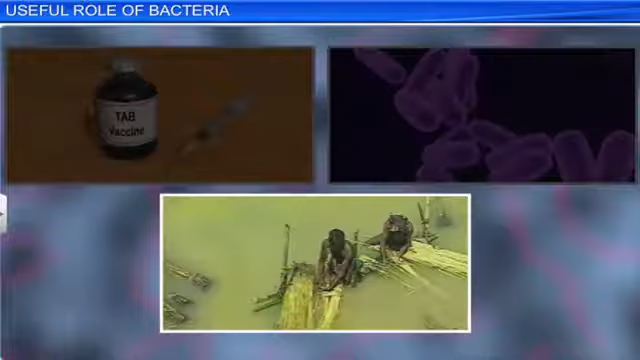 USEFUL ROLE OF BACTERIA
TAB
Vaccine